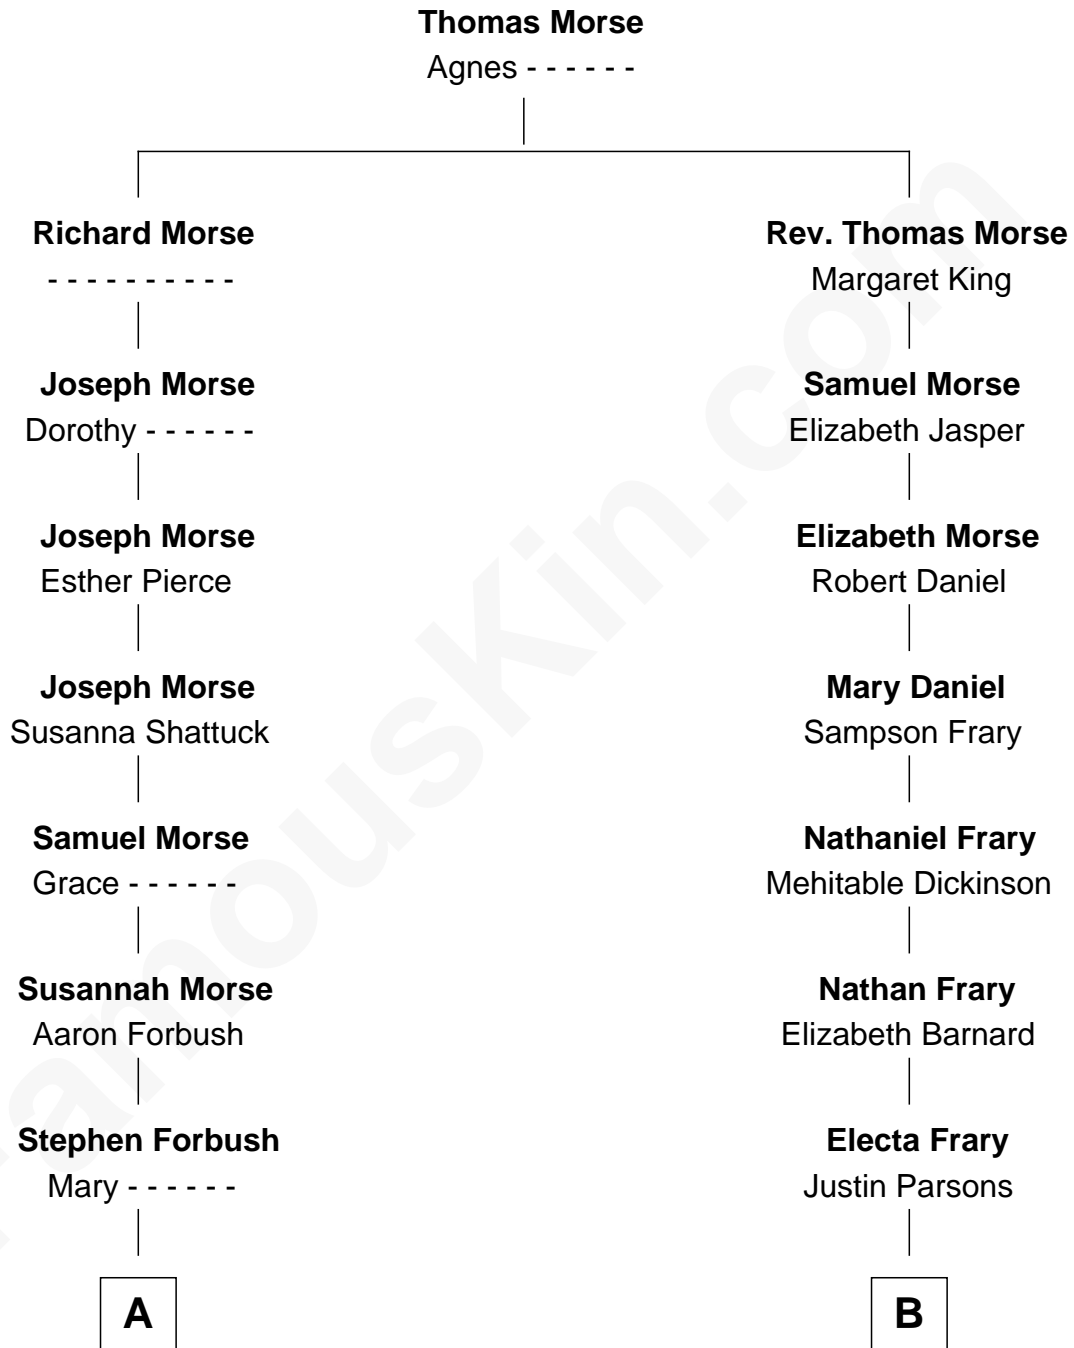 Thomas Morse
Agnes - - - - - -
Richard Morse
- - - - - - - - - -
Joseph Morse
Dorothy - - - - - -
Joseph Morse
Esther Pierce
Joseph Morse
Susanna Shattuck
Samuel Morse
Grace - - - - - -
Susannah Morse
Aaron Forbush
Stephen Forbush
Mary - - - - - -
A
Rev. Thomas Morse
Margaret King
Samuel Morse
Elizabeth Jasper
Elizabeth Morse
Robert Daniel
Mary Daniel
Sampson Frary
Nathaniel Frary
Mehitable Dickinson
Nathan Frary
Elizabeth Barnard
Electa Frary
Justin Parsons
B
FamousKin.com